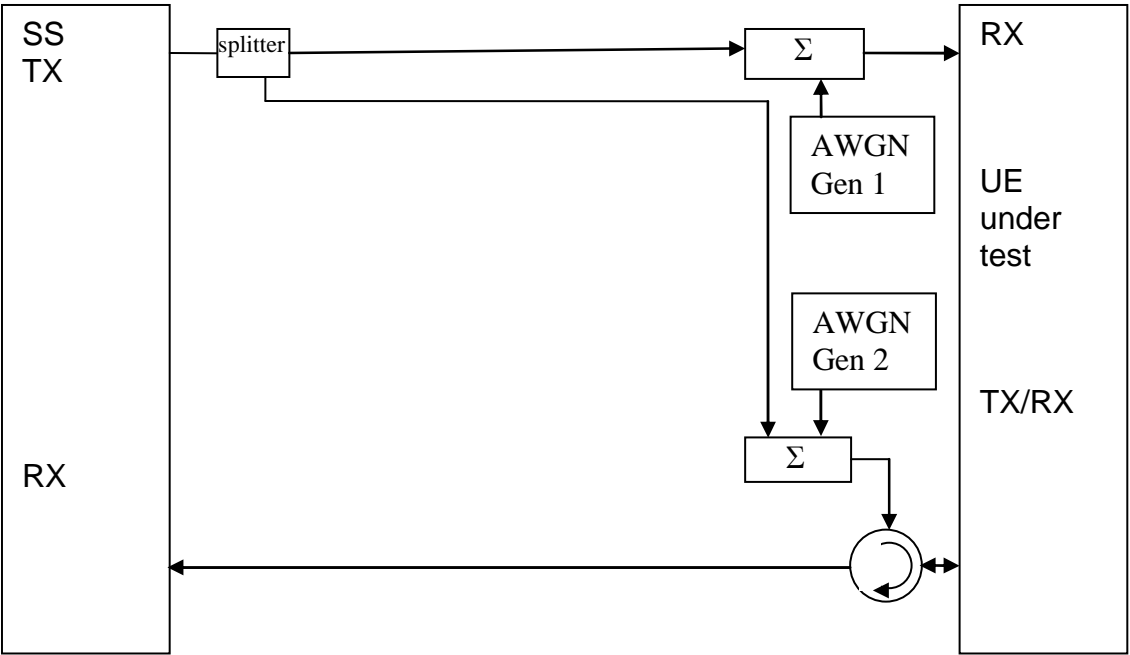 SS
TX
splitter
Σ
RX
AWGN
Gen 1
UE
under
test
AWGN
Gen 2
TX/RX
Σ
RX